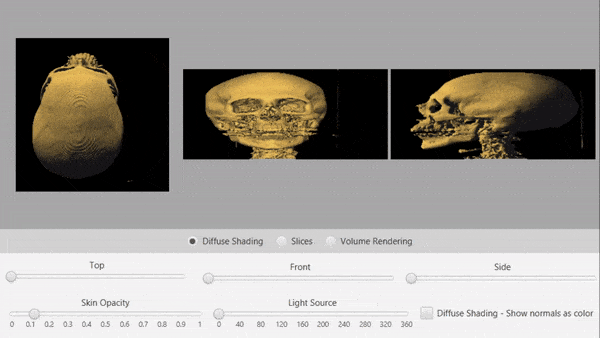 Diffuse Shading Slices Volume Rendering
Top Front Side
Skin Opacity Light Source
Diffuse Shading - Show normals as color
0 0.1 0.2 0.3 0.4 0.5 0.6 0.7 0.8 0.9 1 0 40 80 120 160 200 240 280 320 360